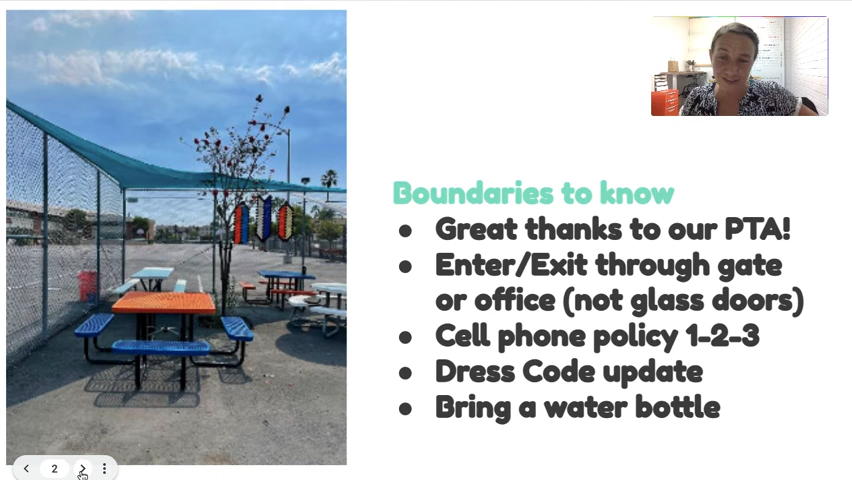 Boundaries to know
● Great thanks to our PTA!
● Enter/Exit through gate
or office (not glass doors)
● Cell phone policy 1-2-3
● Dress Code update
● Bring a water bottle
2